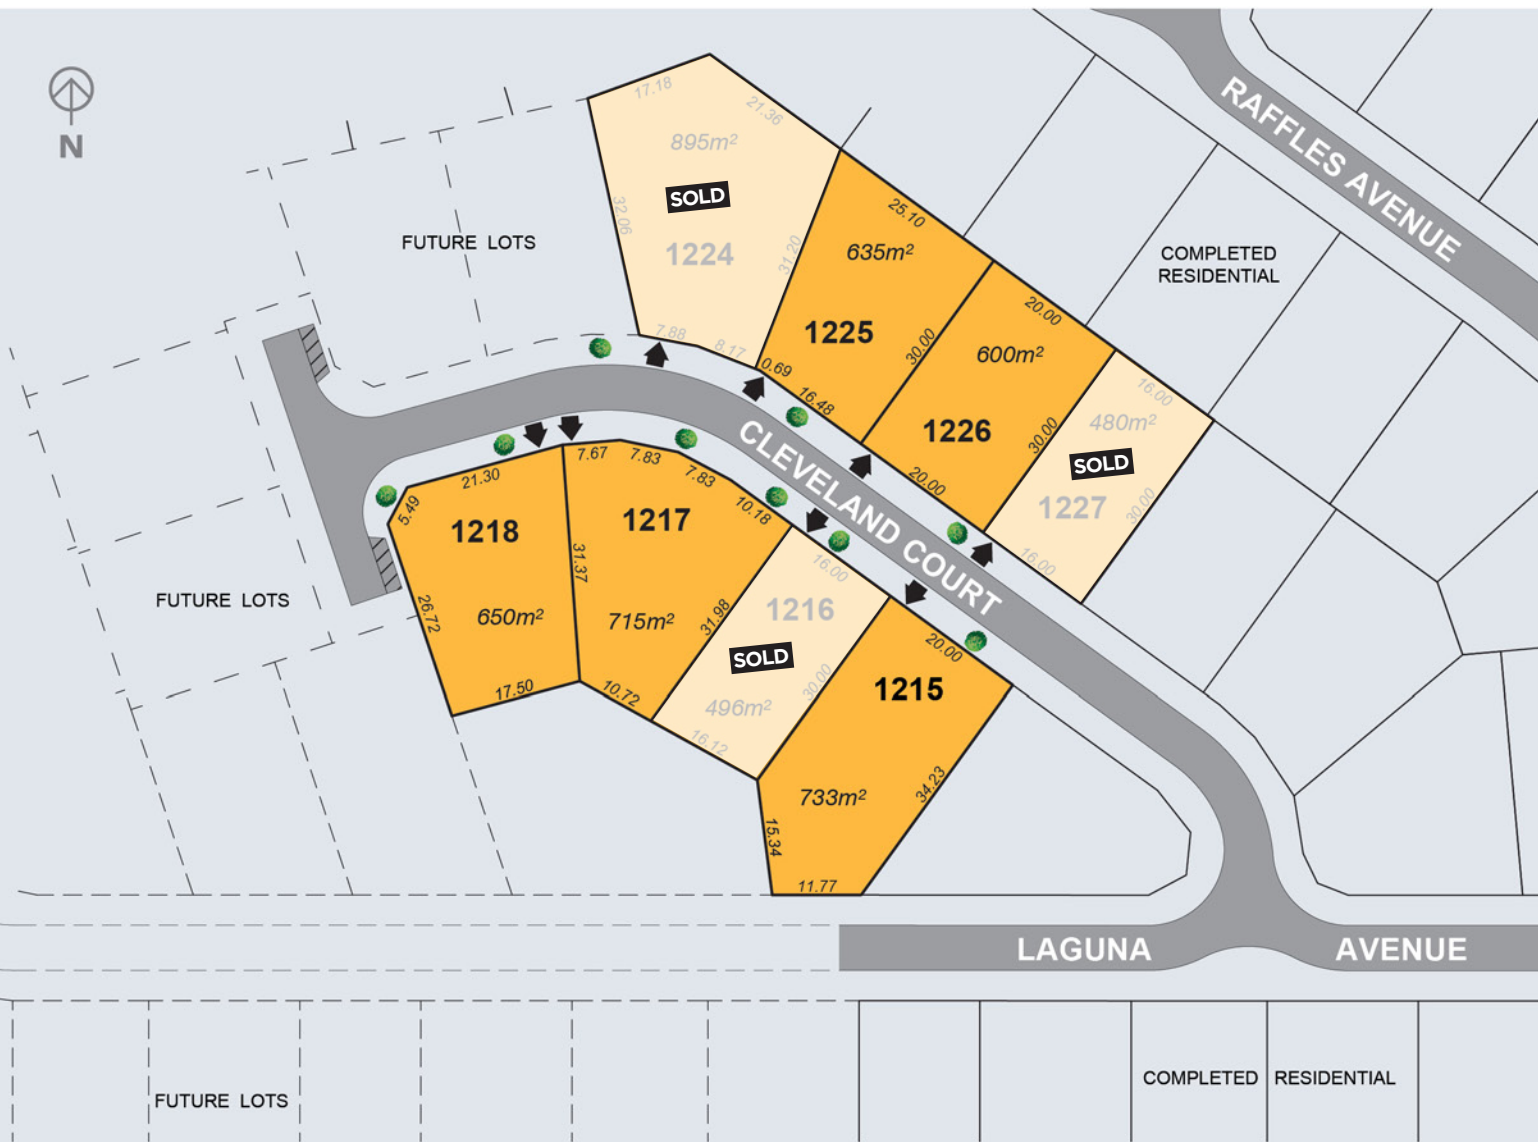 N
RAFFLES AVENUE
17.18
21.36
895m²
SOLD
32.06
1224
31.20
7.88
8.17
FUTURE LOTS
25.10
635m²
1225
30.00
0.69
16.48
20.00
600m²
1226
30.00
20.00
COMPLETED
RESIDENTIAL
16.00
480m²
SOLD
1227
30.00
16.00
CLEVELAND COURT
21.30
5.49
1218
26.72
650m²
17.50
7.67
7.83
7.83
10.18
1217
31.37
715m²
31.98
10.72
16.00
1216
SOLD
30.00
496m²
16.12
20.00
1215
733m²
34.23
15.34
11.77
FUTURE LOTS
LAGUNA AVENUE
COMPLETED RESIDENTIAL
FUTURE LOTS